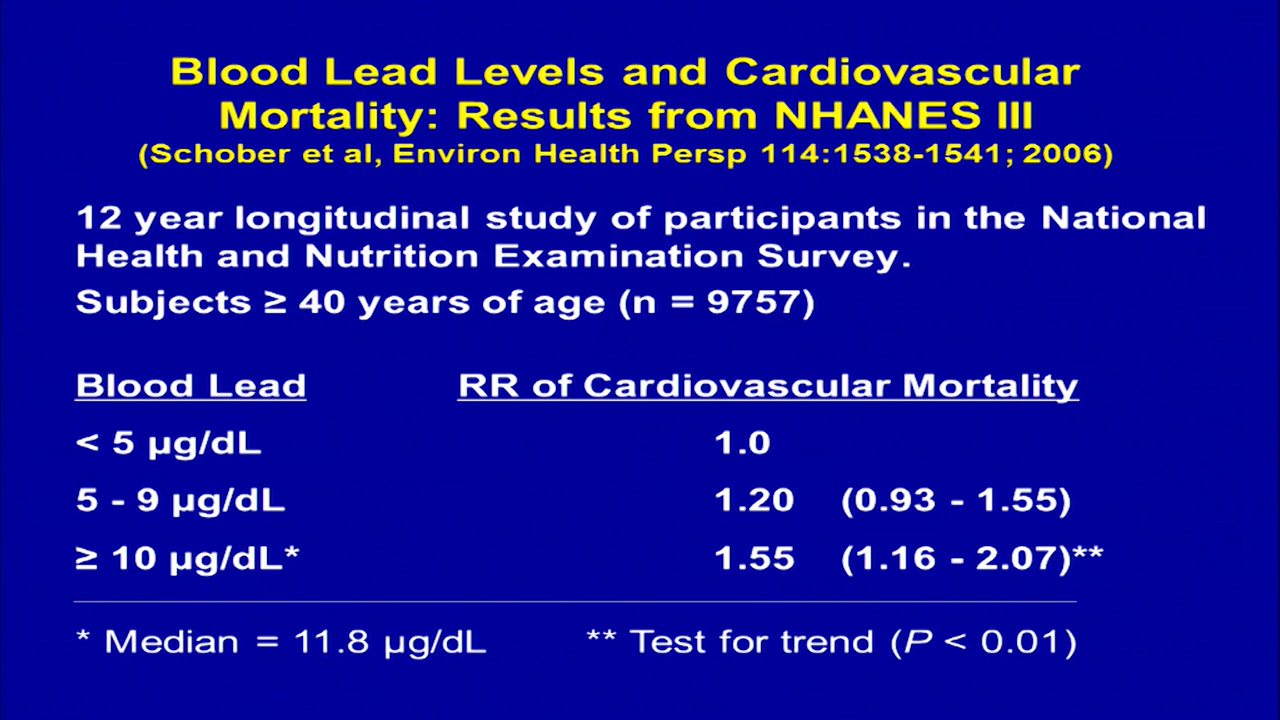 Blood Lead Levels and Cardiovascular
Mortality: Results from NHANES III
(Schober et al, Environ Health Persp 114:1538-1541; 2006)
12 year longitudinal study of participants in the National
Health and Nutrition Examination Survey.
Subjects ≥ 40 years of age (n = 9757)
Blood Lead RR of Cardiovascular Mortality
< 5 µg/dL 1.0
5 - 9 µg/dL 1.20 (0.93 - 1.55)
≥ 10 µg/dL* 1.55 (1.16 - 2.07)**
* Median = 11.8 µg/dL ** Test for trend (P < 0.01)